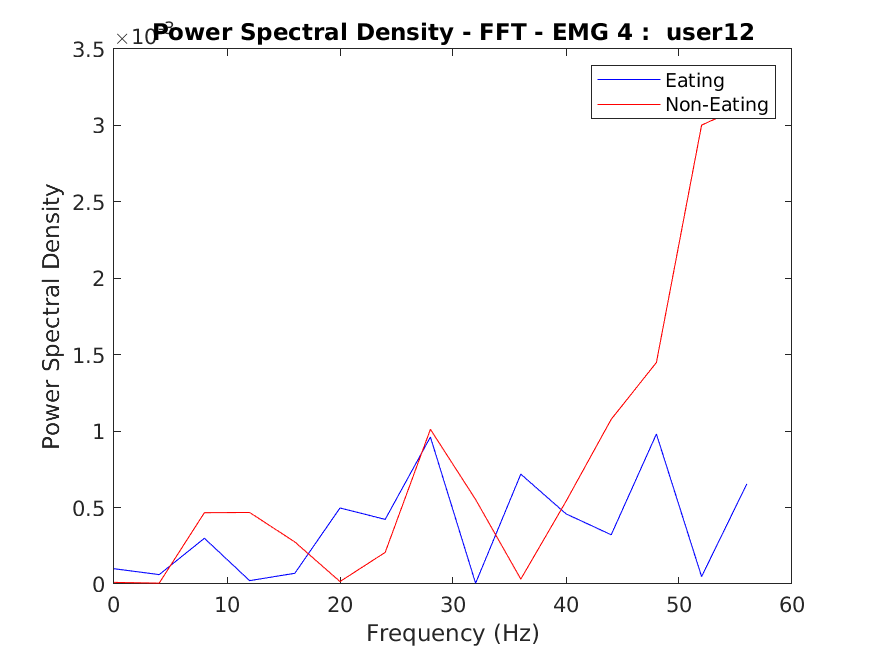 Power Spectral Density - FFT - EMG 4 : user12
×10
3.5
3
2.5
2
1.5
1
0.5
0
Power Spectral Density
Eating
Non-Eating
0 10 20 30 40 50 60
Frequency (Hz)